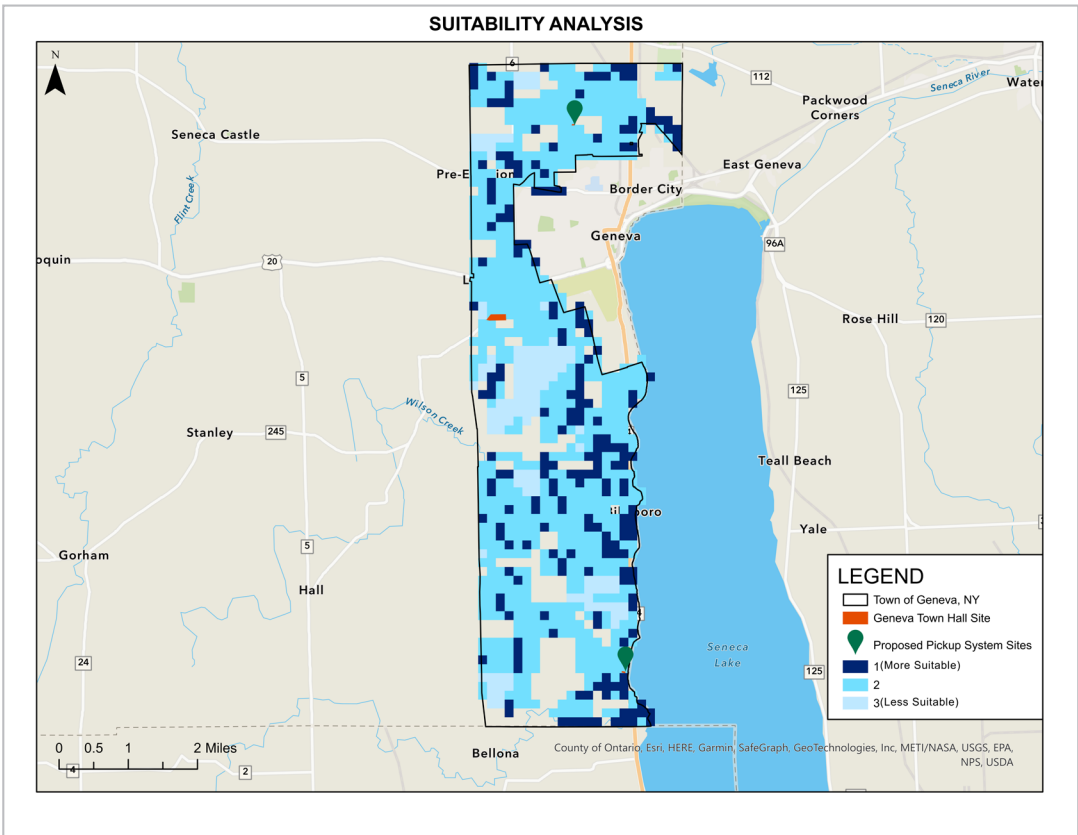 SUITABILITY ANALYSIS
N
6
112
Seneca River
Water
Packwood
Corners
Seneca Castle
East Geneva
Flint Creek
Border City
Geneva
96A
20
Rose Hill
120
5
125
Wilson Creek
Stanley
245
Teall Beach
Yale
Gorham
5
Hall
LEGEND
Town of Geneva, NY
Geneva Town Hall Site
Proposed Pickup System Sites
1(More Suitable)
2
3(Less Suitable)
Seneca
Lake
24
125
0 0.5 1 2 Miles
Bellona
County of Ontario, Esri, HERE, Garmin, SafeGraph, GeoTechnologies, Inc, METI/NASA, USGS, EPA,
NPS, USDA
4
2